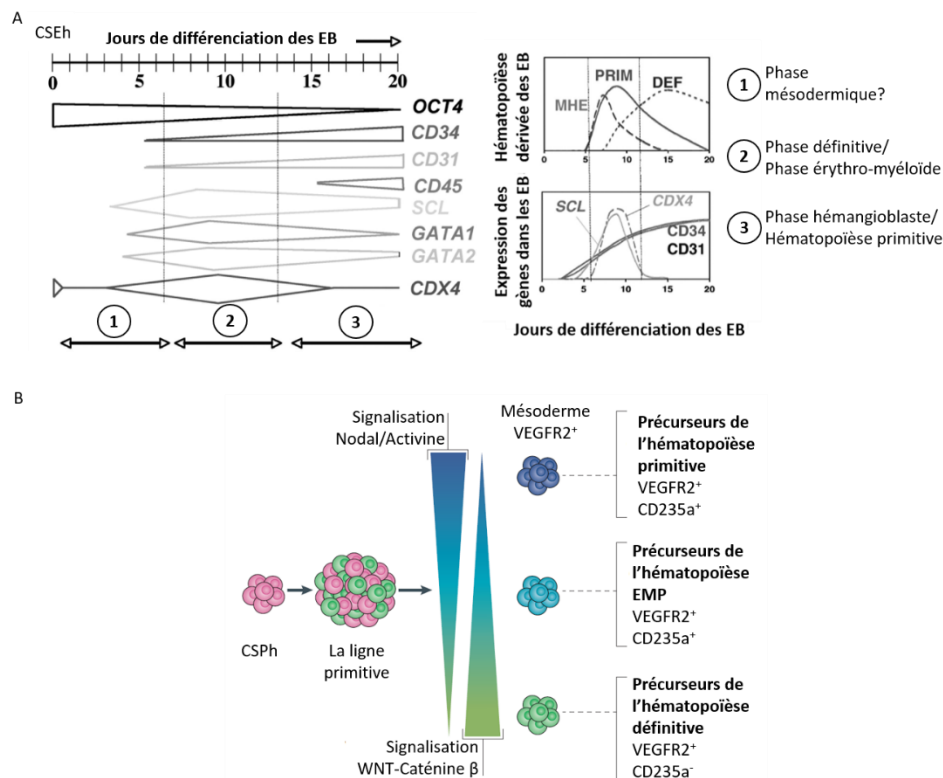 A
CSEh
Jours de différenciation des EB
0
5
10
15
20
OCT4
CD34
CD31
CD45
SCL
GATA1
GATA2
CDX4
1
2
3
Hématopoïèse
dérivée des EB
MHE
PRIM
DEF
0
5
10
15
20
Expression des
gènes dans les EB
SCL
CDX4
CD34
CD31
0
5
10
15
20
Jours de différenciation des EB
1
Phase
mésodermique?
2
Phase définitive/
Phase érythro-myéloïde
3
Phase hémangioblaste/
Hématopoïèse primitive
B
CSPh
La ligne
primitive
Signalisation
Nodal/Activine
Signalisation
WNT-Caténine β
Mésoderme
VEGFR2⁺
Précurseurs de
l’hématopoïèse
primitive
VEGFR2⁺
CD235a⁺
Précurseurs de
l’hématopoïèse
EMP
VEGFR2⁺
CD235a⁺
Précurseurs de
l’hématopoïèse
définitive
VEGFR2⁺
CD235a⁻